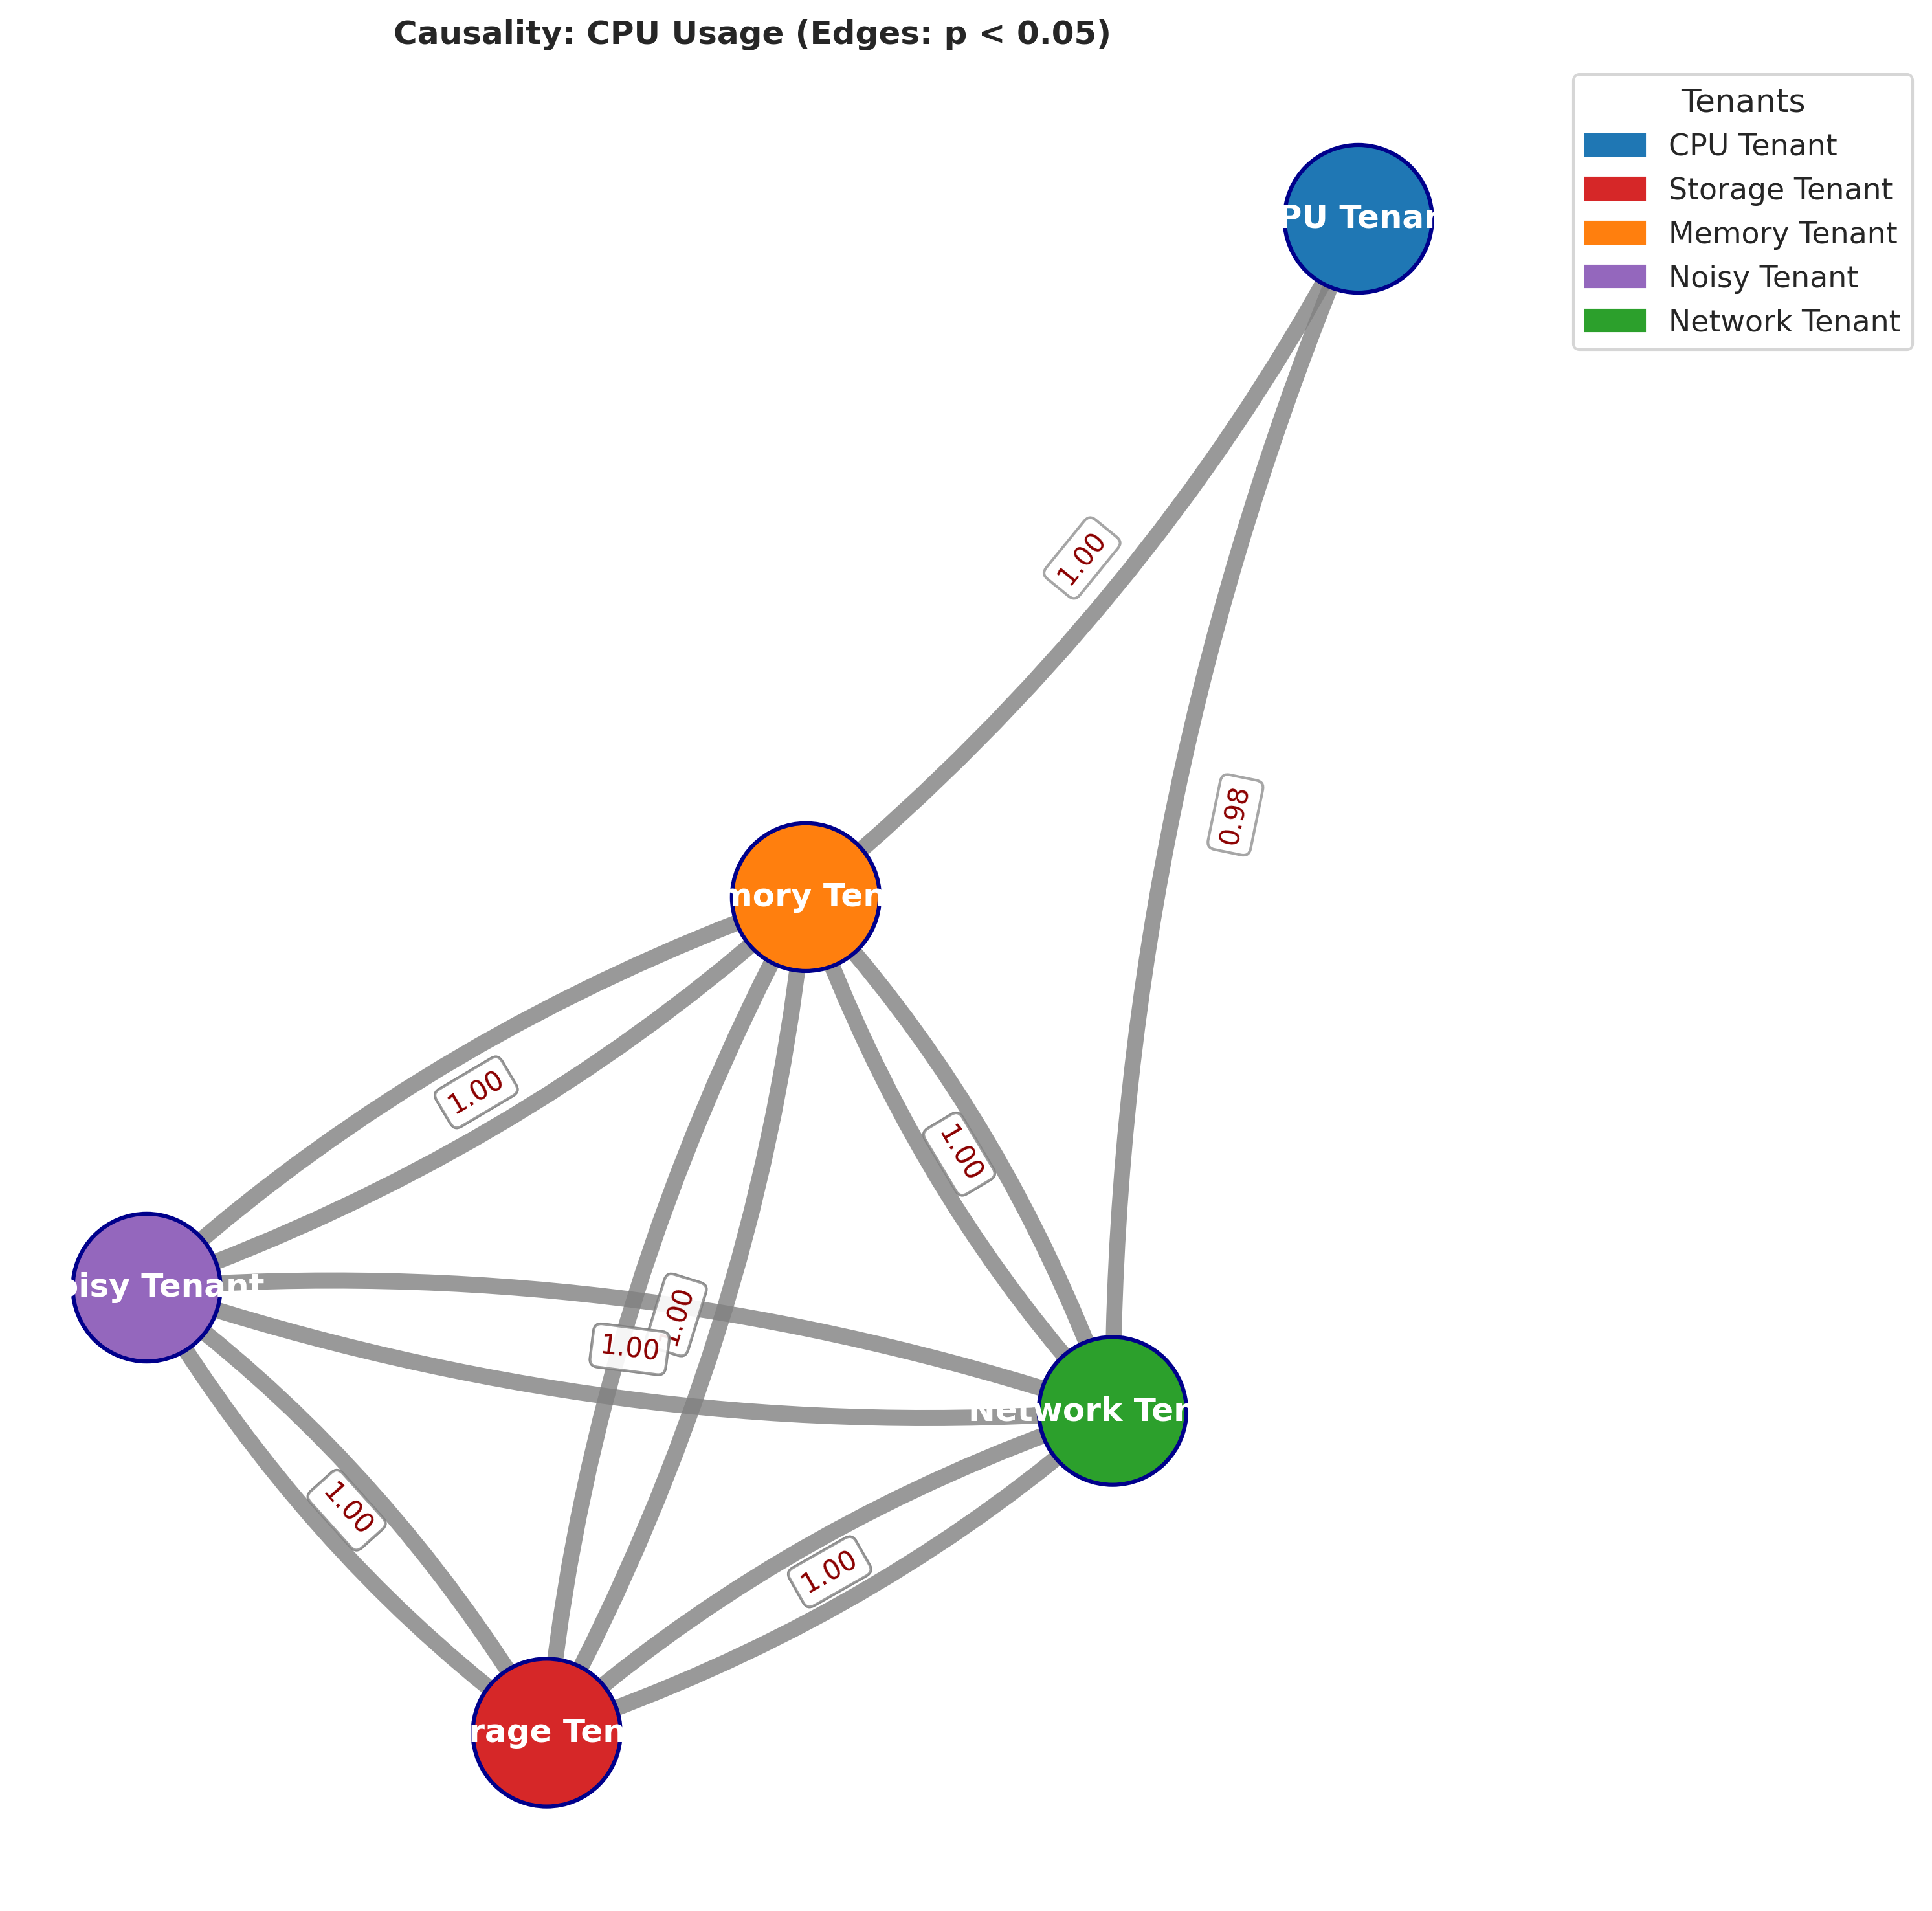 Causality: CPU Usage (Edges: p < 0.05)
Tenants
CPU Tenant
Storage Tenant
Memory Tenant
Noisy Tenant
Network Tenant
PU Tenan
1.00
0.98
mory Ten
1.00
1.00
oisy Tenant
1.00
1.00
Network Ten
1.00
1.00
rage Ten